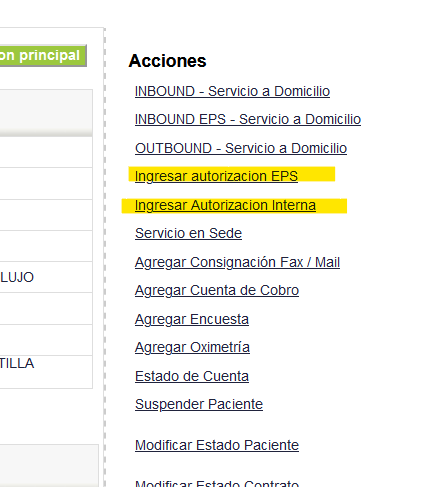 on principal
Acciones
INBOUND - Servicio a Domicilio
INBOUND EPS - Servicio a Domicilio
OUTBOUND - Servicio a Domicilio
Ingresar autorizacion EPS
Ingresar Autorizacion Interna
Servicio en Sede
Agregar Consignación Fax / Mail
LUJO
Agregar Cuenta de Cobro
Agregar Encuesta
Agregar Oximetría
TILLA
Estado de Cuenta
Suspender Paciente
Modificar Estado Paciente
Modificar Estado Contrato